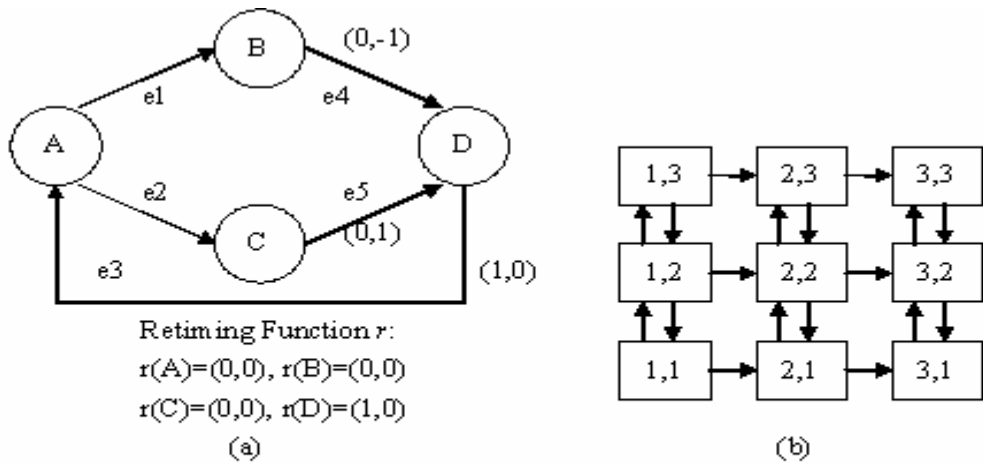 B
(0,-1)
e1
e4
A
D
e2
e5
C
(0,1)
e3
(1,0)
Retiming Function r:
r(A)=(0,0), r(B)=(0,0)
r(C)=(0,0), r(D)=(1,0)
(a)
1,3
2,3
3,3
1,2
2,2
3,2
1,1
2,1
3,1
(b)